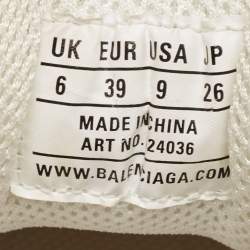 UK EUR USA JP
6 39 9 26
MADE IN CHINA
ART NO.24036
WWW.BALENCIAGA.COM